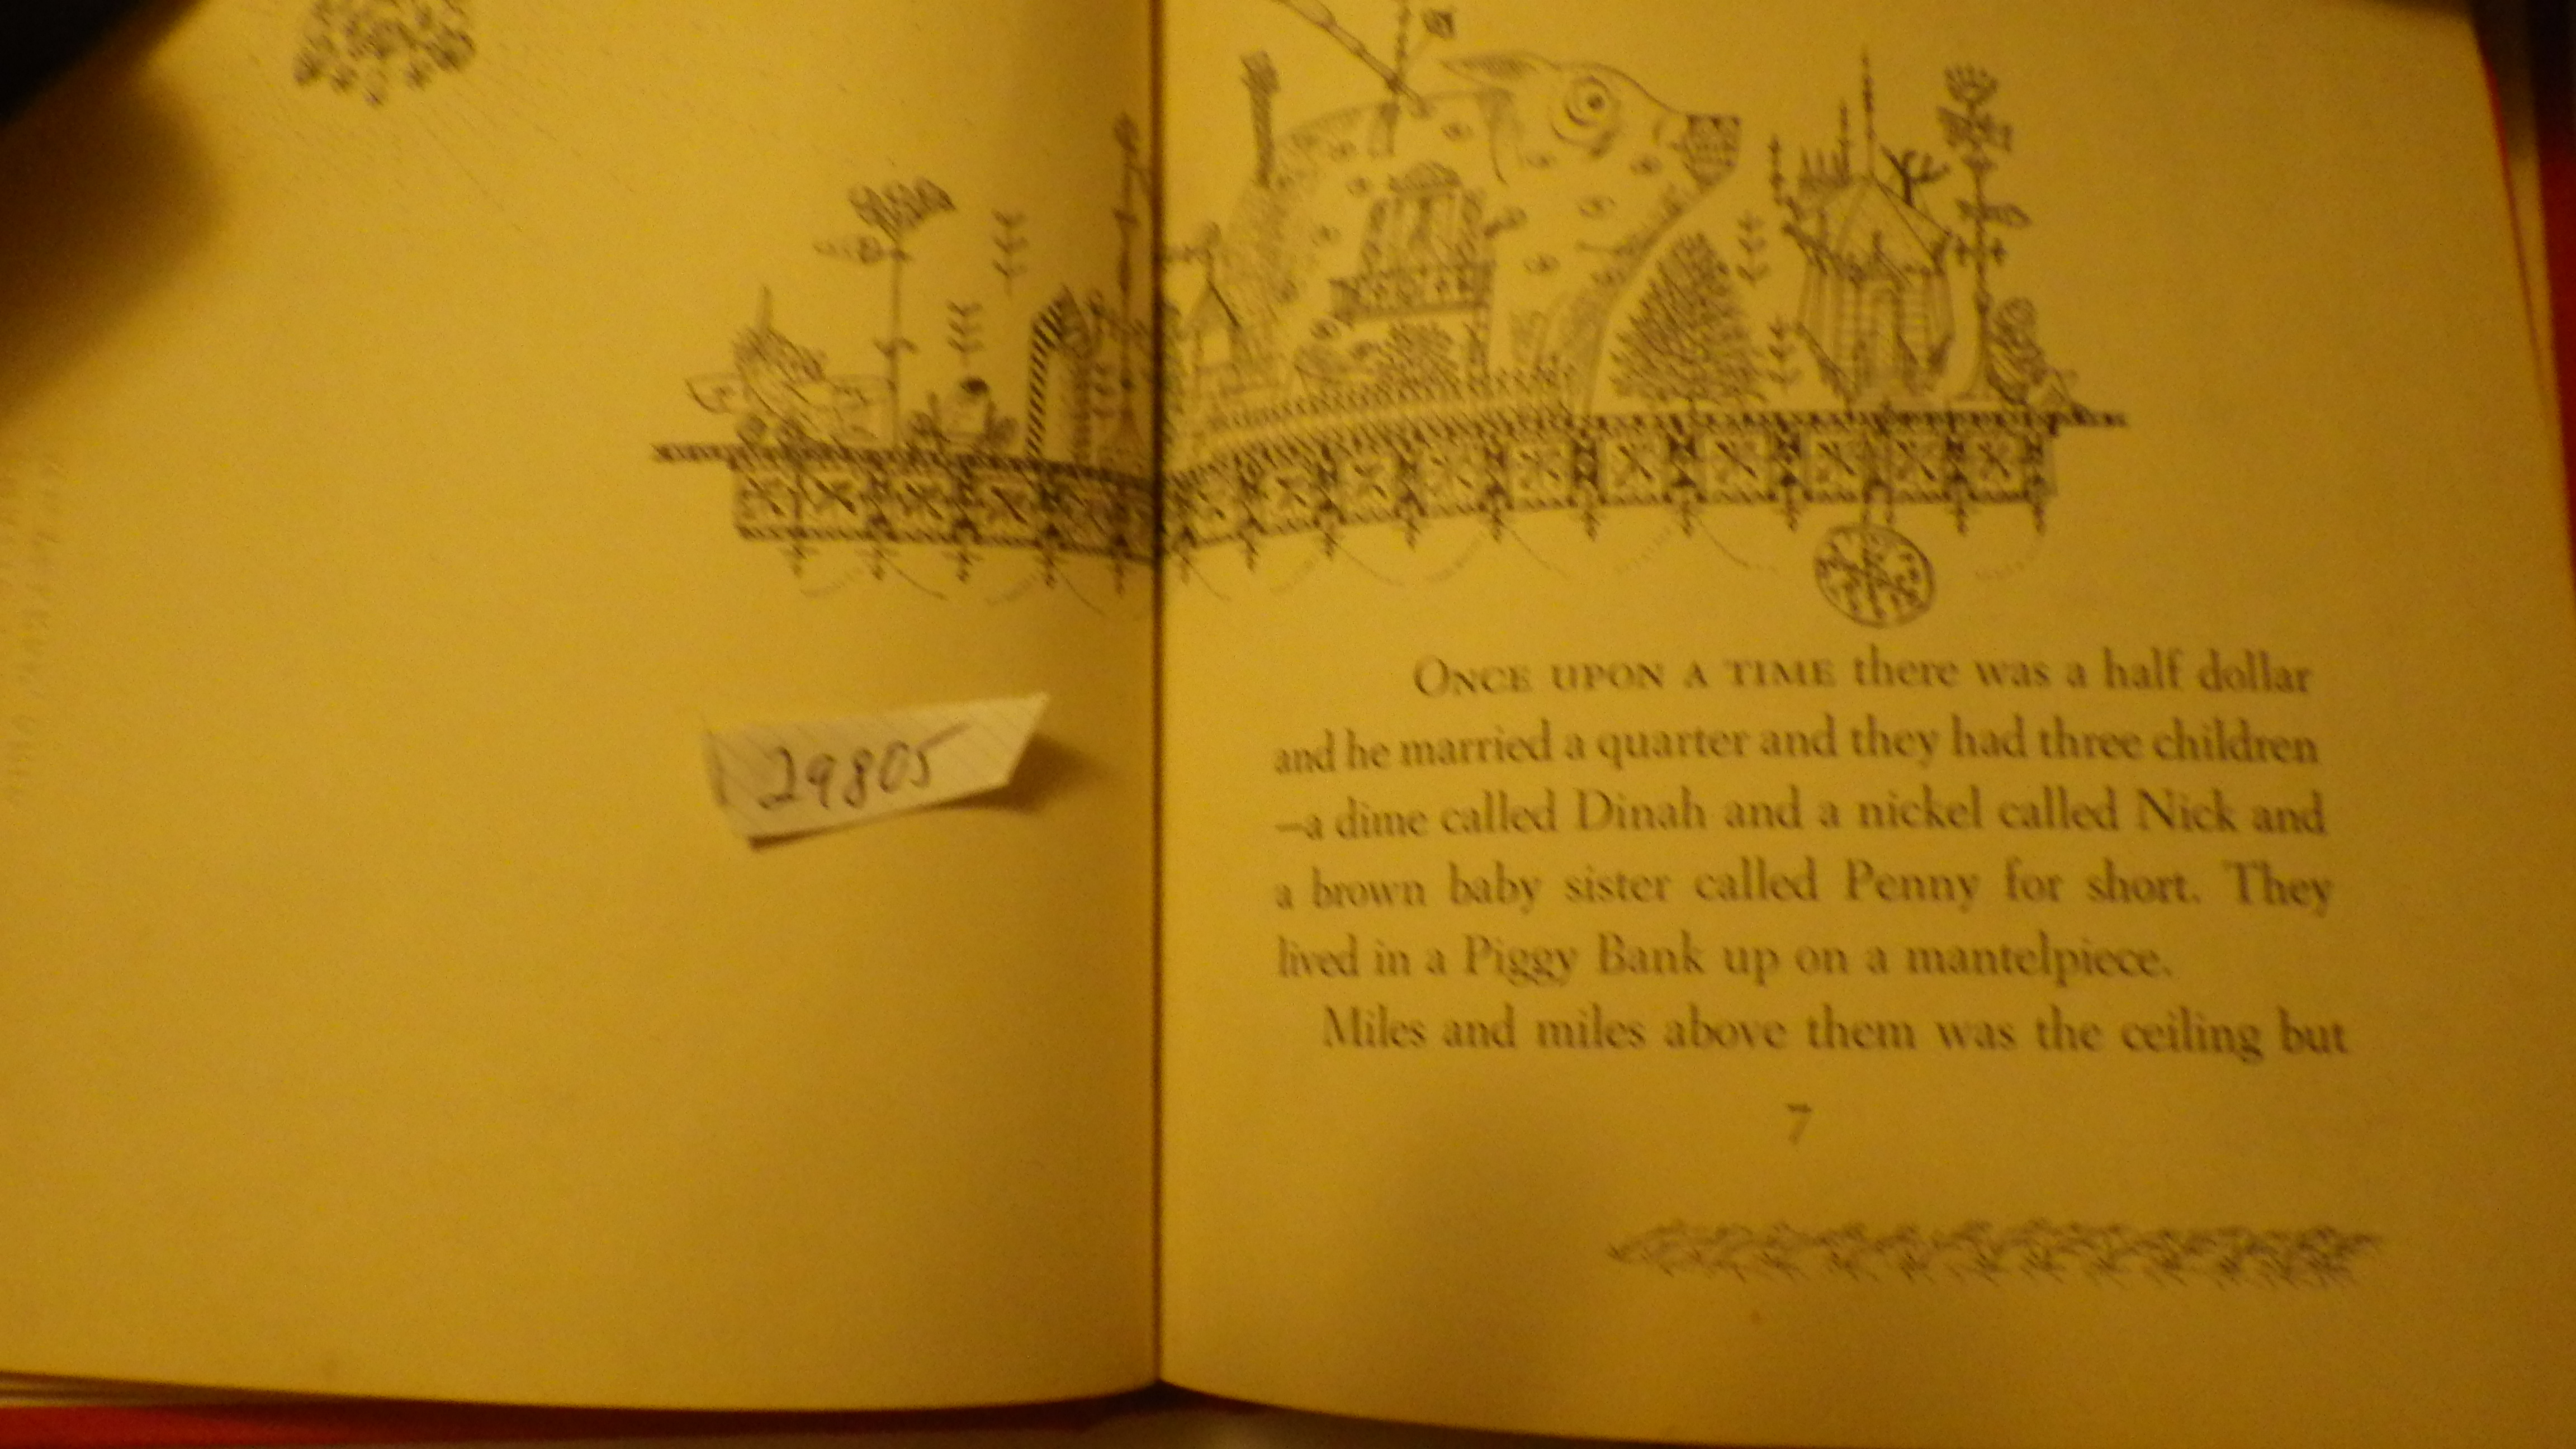 29805
ONCE UPON A TIME there was a half dollar
and he married a quarter and they had three children
—a dime called Dinah and a nickel called Nick and
a brown baby sister called Penny for short. They
lived in a Piggy Bank up on a mantelpiece.
Miles and miles above them was the ceiling but
7